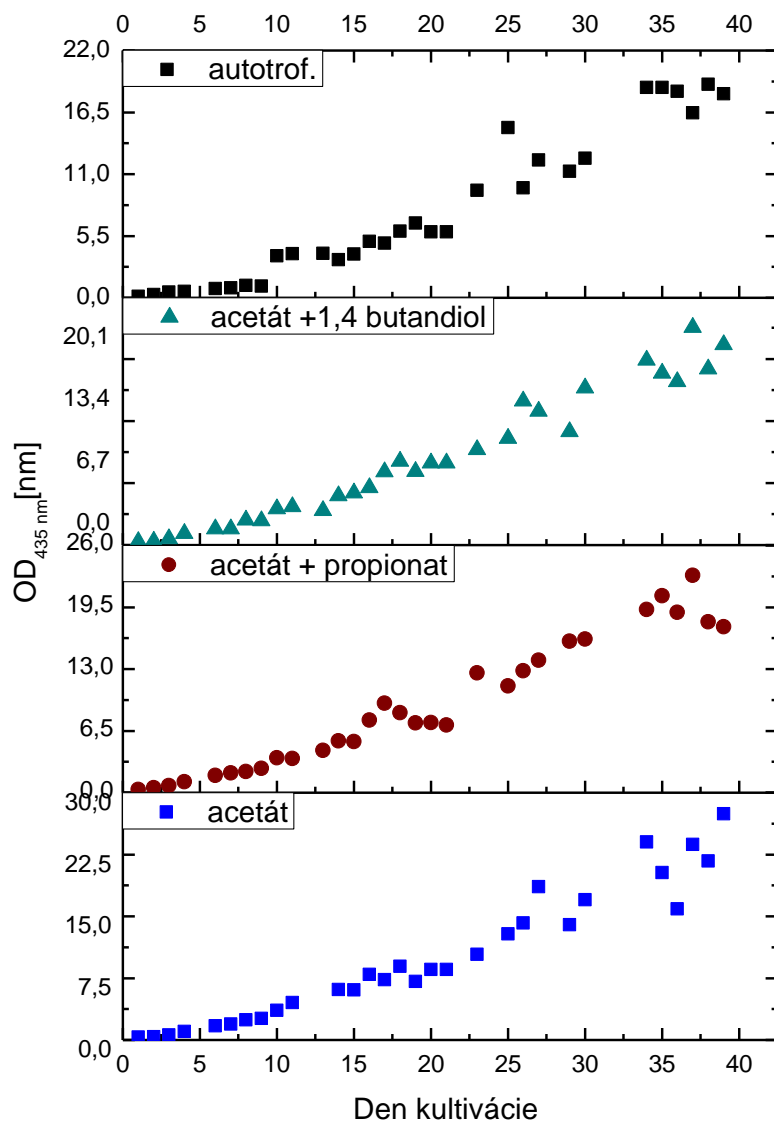 0 5 10 15 20 25 30 35 40
22,0
autotrof.
16,5
11,0
5,5
0,0
acetát +1,4 butandiol
20,1
13,4
6,7
0,0
OD435 nm[nm]
26,0
acetát + propionat
19,5
13,0
6,5
0,0
30,0
acetát
22,5
15,0
7,5
0,0
0 5 10 15 20 25 30 35 40
Den kultivácie